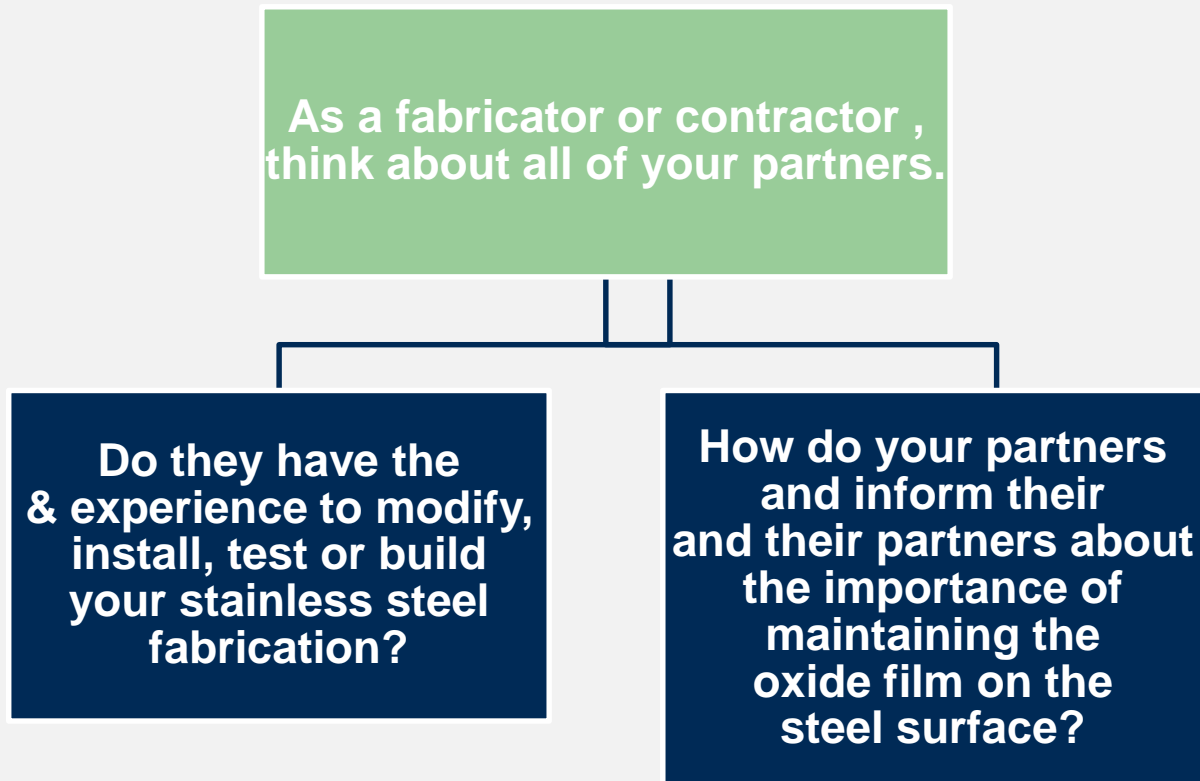 As a fabricator or contractor ,
think about all of your partners.
Do they have the
& experience to modify,
install, test or build
your stainless steel
fabrication?
How do your partners
and inform their
and their partners about
the importance of
maintaining the
oxide film on the
steel surface?